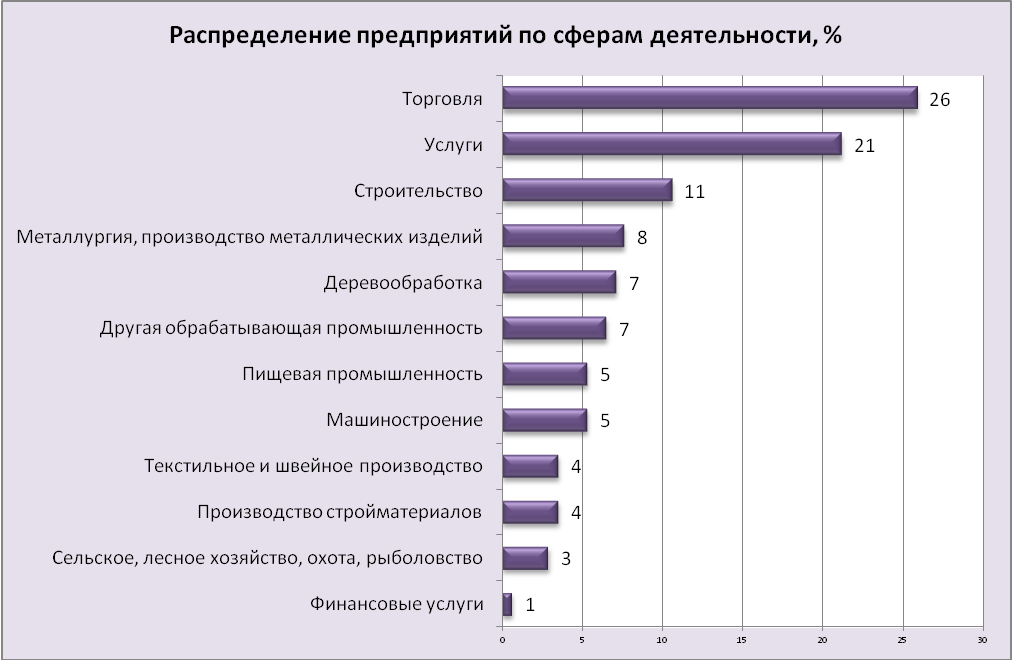 Распределение предприятий по сферам деятельности, %
Торговля 26
Услуги 21
Строительство 11
Металлургия, производство металлических изделий 8
Деревообработка 7
Другая обрабатывающая промышленность 7
Пищевая промышленность 5
Машиностроение 5
Текстильное и швейное производство 4
Производство стройматериалов 4
Сельское, лесное хозяйство, охота, рыболовство 3
Финансовые услуги 1
0 5 10 15 20 25 30